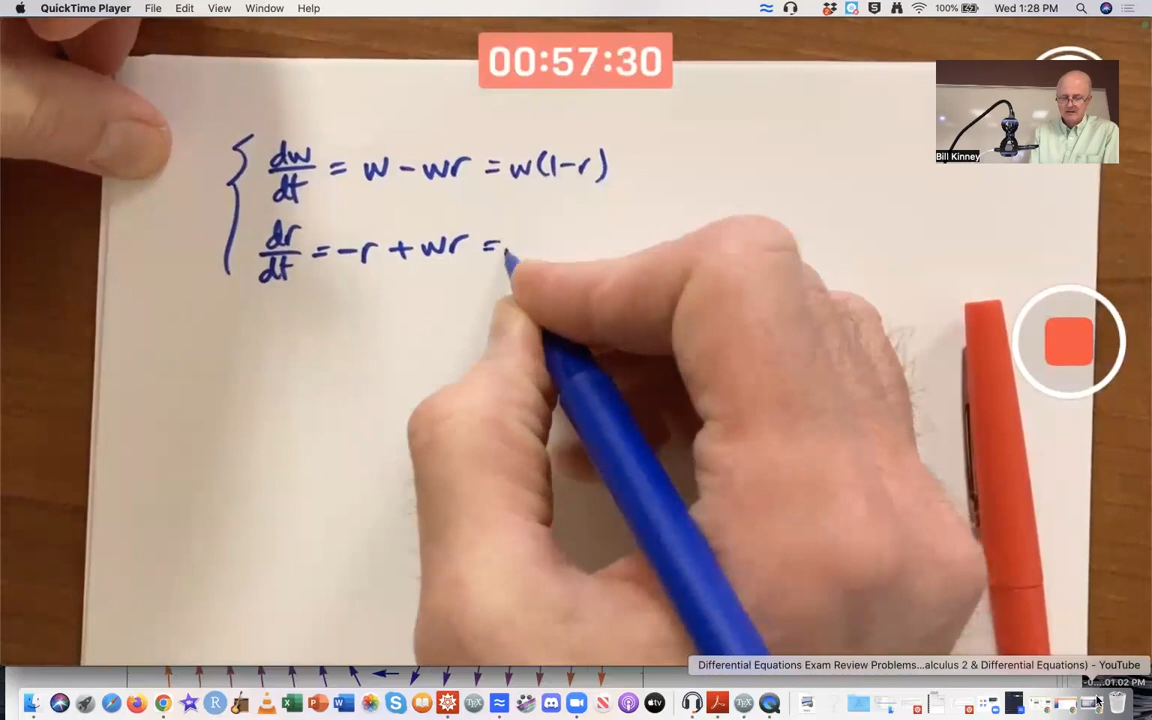 QuickTime Player File Edit View Window Help 100% Wed 1:28 PM
00:57:30
Bill Kinney
dw/dt = w - wr = w(1-r)
dr/dt = -r + wr =
Differential Equations Exam Review Problems...alculus 2 & Differential Equations) - YouTube